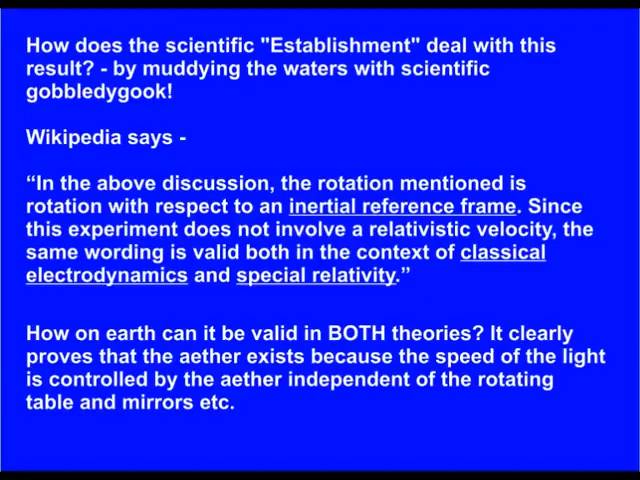 How does the scientific "Establishment" deal with this
result? - by muddying the waters with scientific
gobbledygook!
Wikipedia says -
“In the above discussion, the rotation mentioned is
rotation with respect to an inertial reference frame. Since
this experiment does not involve a relativistic velocity, the
same wording is valid both in the context of classical
electrodynamics and special relativity.”
How on earth can it be valid in BOTH theories? It clearly
proves that the aether exists because the speed of the light
is controlled by the aether independent of the rotating
table and mirrors etc.